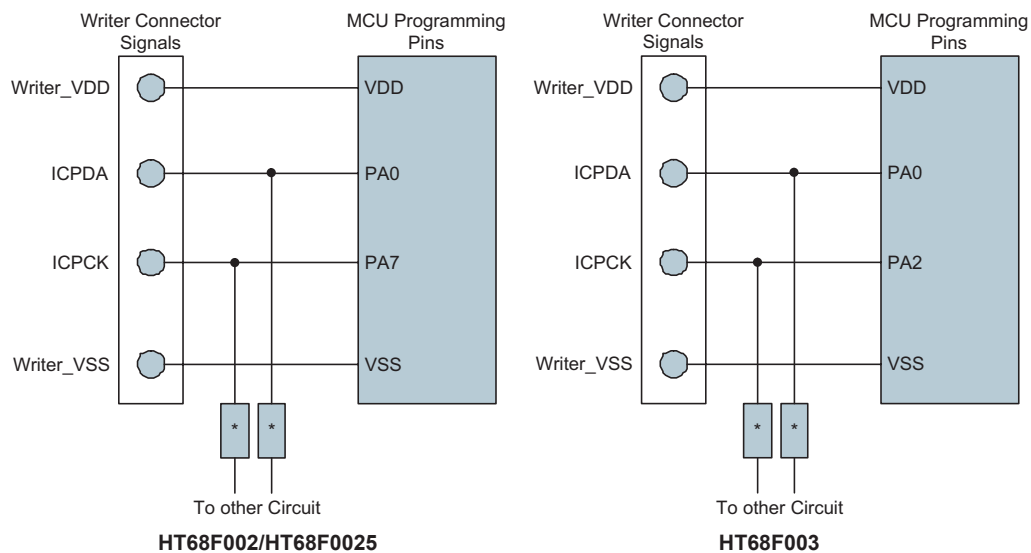 Writer Connector
Signals
MCU Programming
Pins
Writer_VDD
VDD
ICPDA
PA0
ICPCK
PA7
Writer_VSS
VSS
*
*
To other Circuit
HT68F002/HT68F0025
Writer Connector
Signals
MCU Programming
Pins
Writer_VDD
VDD
ICPDA
PA0
ICPCK
PA2
Writer_VSS
VSS
*
*
To other Circuit
HT68F003